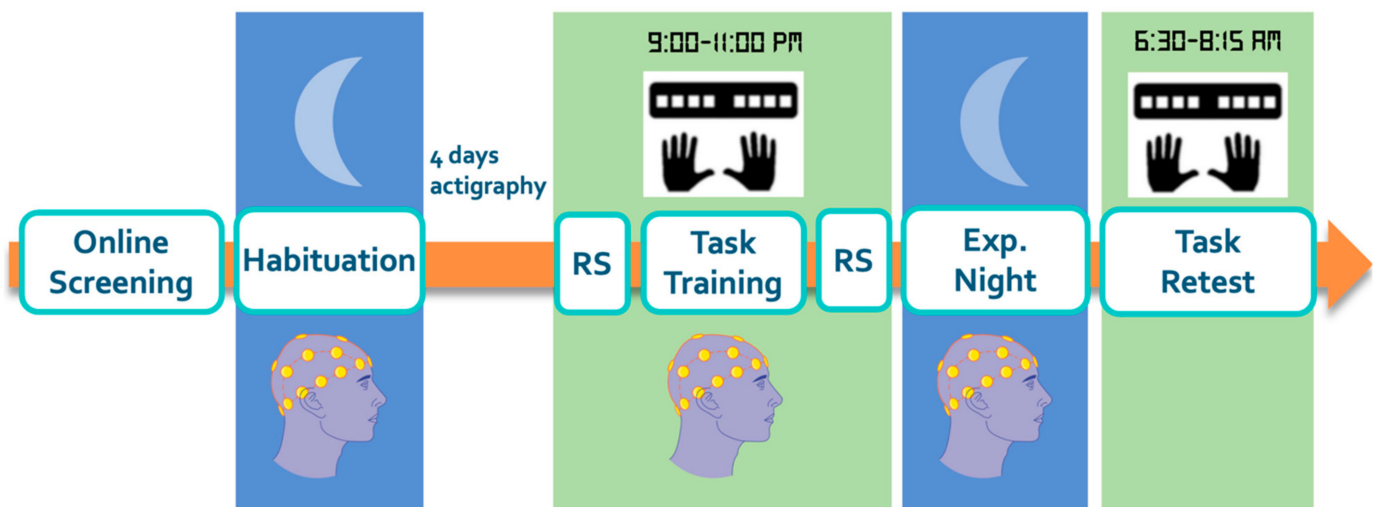 Online
Screening
Habituation
4 days
actigraphy
9:00-11:00 PM
RS
Task
Training
RS
Exp.
Night
6:30-8:15 AM
Task
Retest